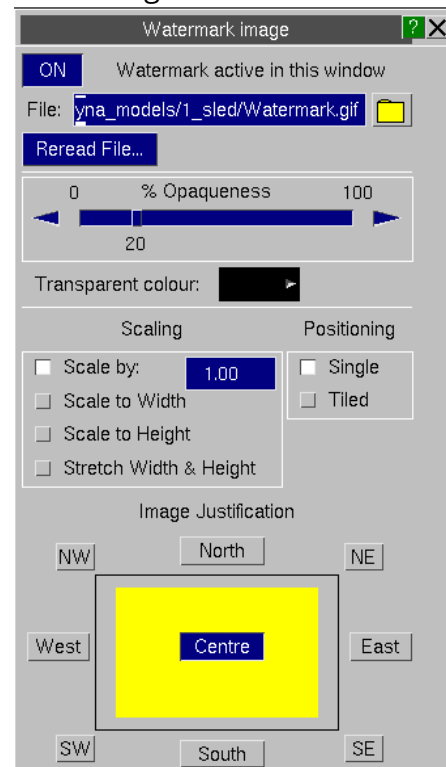 Watermark image ? X
ON Watermark active in this window
File: yna_models/1_sled/Watermark.gif
Reread File...
0 % Opaqueness 100
20
Transparent colour:
Scaling Positioning
Scale by: 1.00 Single
Scale to Width Tiled
Scale to Height
Stretch Width & Height
Image Justification
NW North NE
West Centre East
SW South SE